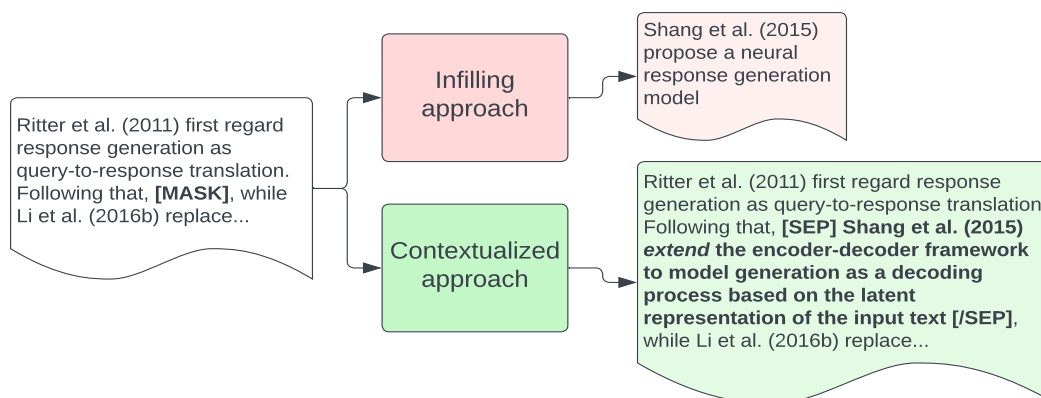 Ritter et al. (2011) first regard
response generation as
query-to-response translation.
Following that, [MASK], while
Li et al. (2016b) replace...
Infilling
approach
Shang et al. (2015)
propose a neural
response generation
model
Contextualized
approach
Ritter et al. (2011) first regard response
generation as query-to-response translation
Following that, [SEP] Shang et al. (2015)
extend the encoder-decoder framework
to model generation as a decoding
process based on the latent
representation of the input text [/SEP],
while Li et al. (2016b) replace...